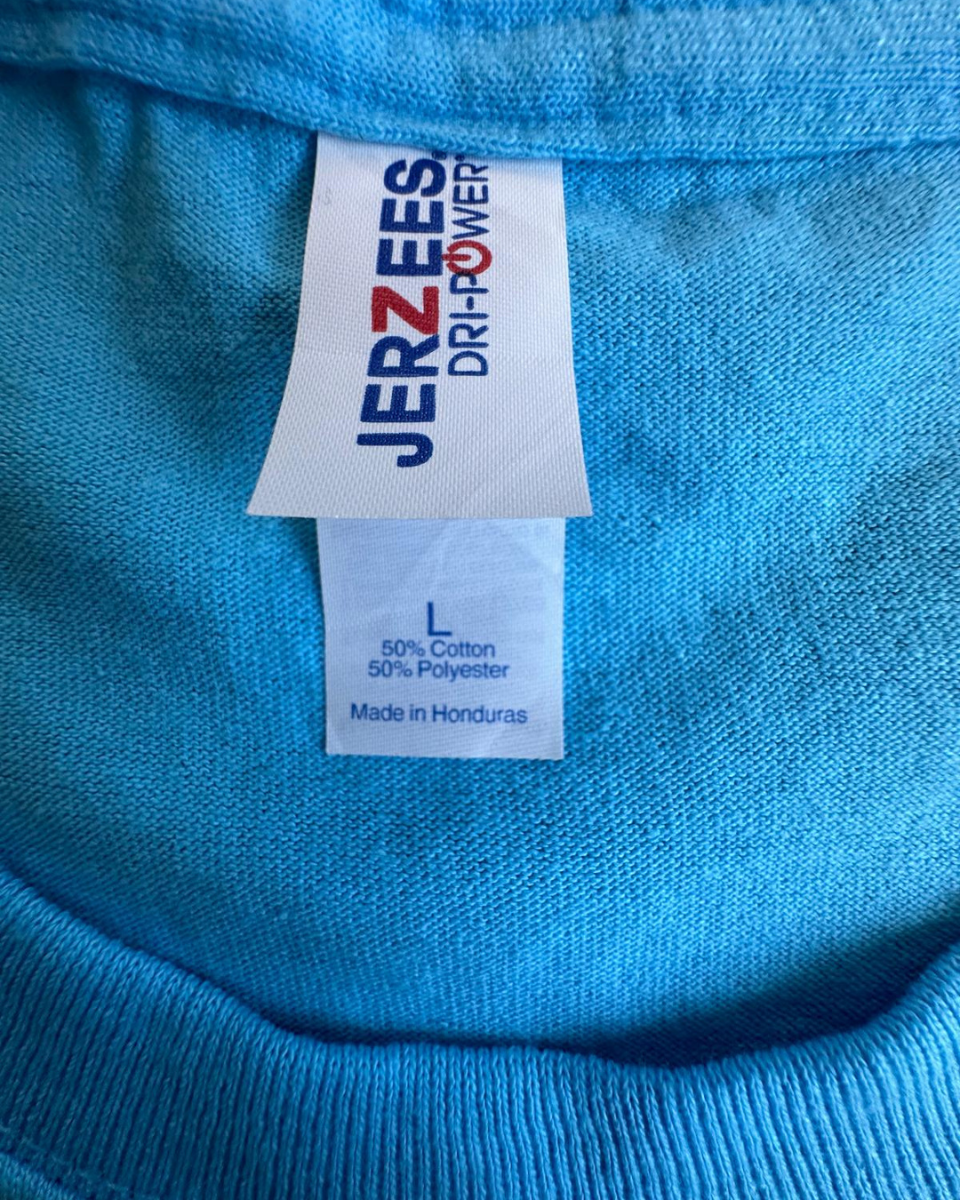 JERZEES
DRI-POWER
L
50% Cotton
50% Polyester
Made in Honduras